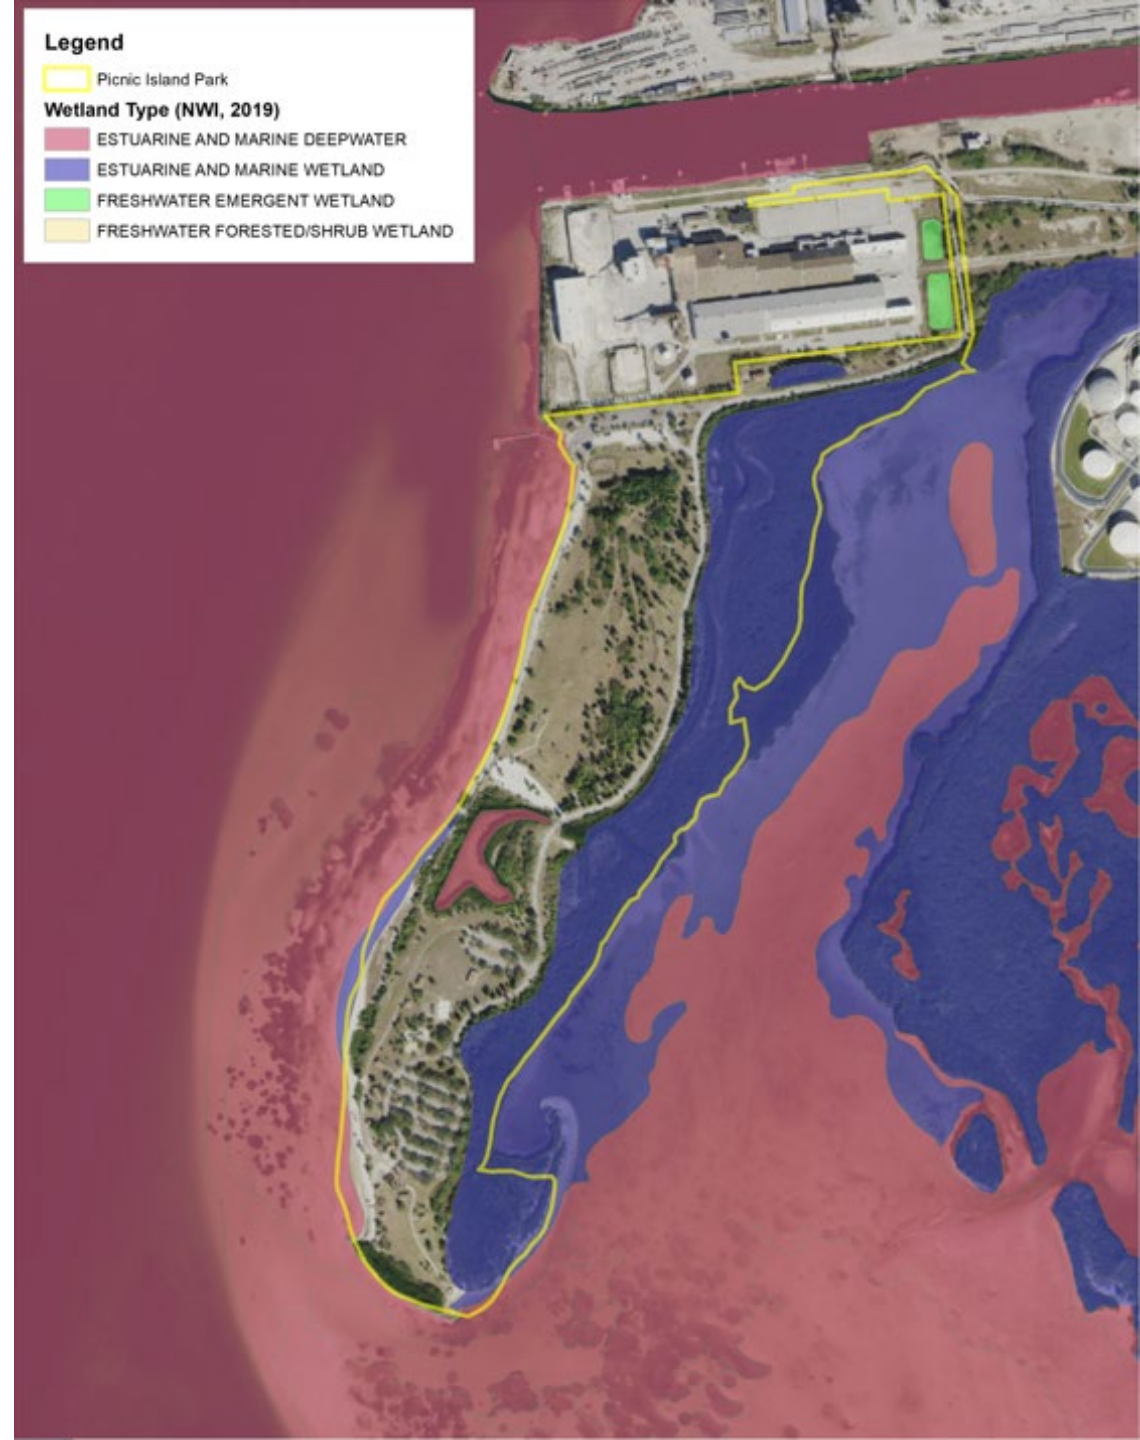 Legend
Picnic Island Park
Wetland Type (NWI, 2019)
ESTUARINE AND MARINE DEEPWATER
ESTUARINE AND MARINE WETLAND
FRESHWATER EMERGENT WETLAND
FRESHWATER FORESTED/SHRUB WETLAND